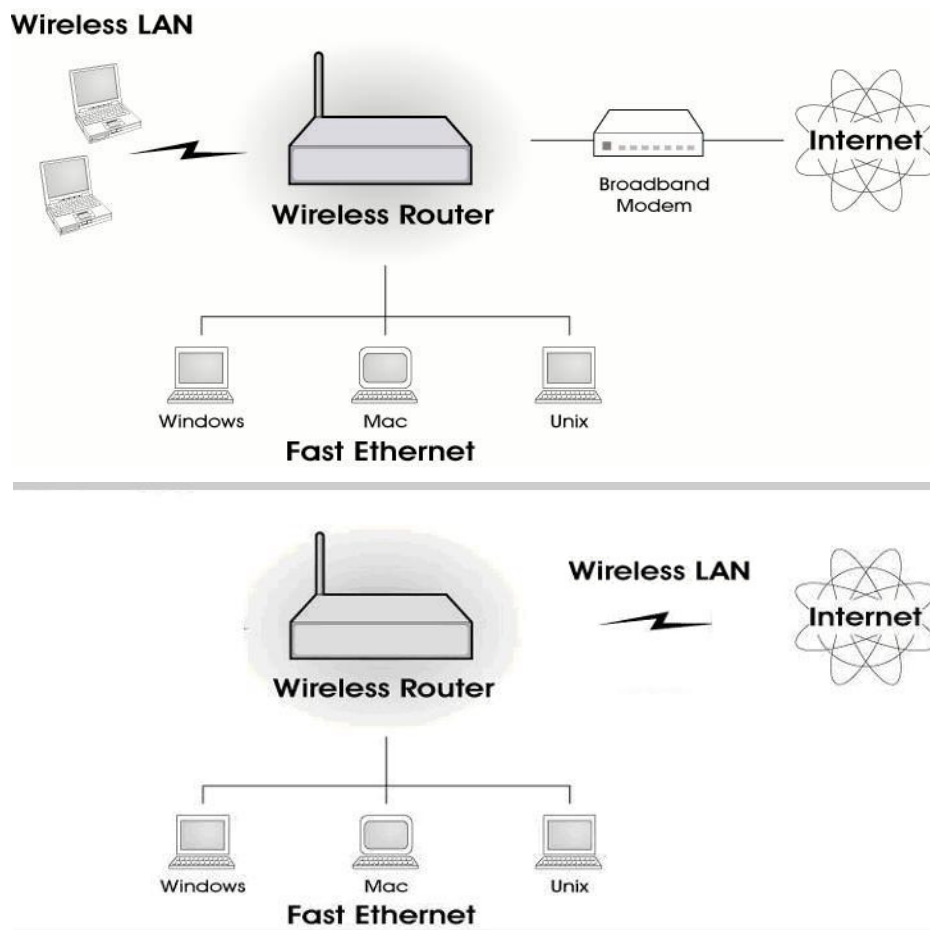 Wireless LAN
Internet
Broadband
Modem
Wireless Router
Windows
Mac
Unix
Fast Ethernet
Wireless LAN
Internet
Wireless Router
Windows
Mac
Unix
Fast Ethernet